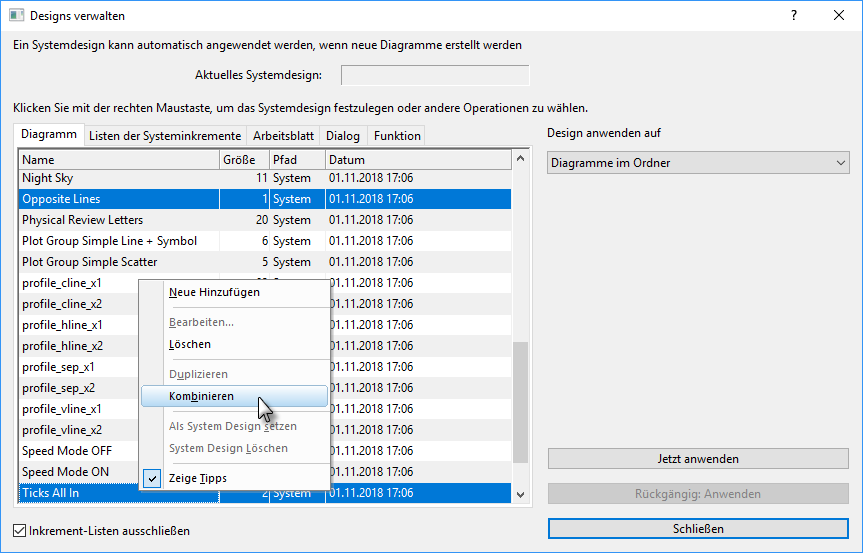 Designs verwalten ?
Ein Systemdesign kann automatisch angewendet werden, wenn neue Diagramme erstellt werden
Aktuelles Systemdesign:
Klicken Sie mit der rechten Maustaste, um das Systemdesign festzulegen oder andere Operationen zu wählen.
Diagramm Listen der Systeminkremente Arbeitsblatt Dialog Funktion
Name Größe Pfad Datum
Night Sky 11 System 01.11.2018 17:06
Opposite Lines 1 System 01.11.2018 17:06
Physical Review Letters 20 System 01.11.2018 17:06
Plot Group Simple Line + Symbol 6 System 01.11.2018 17:06
Plot Group Simple Scatter 5 System 01.11.2018 17:06
profile_cline_x1 01.11.2018 17:06
profile_cline_x2 01.11.2018 17:06
profile_hline_x1 01.11.2018 17:06
profile_hline_x2 01.11.2018 17:06
profile_sep_x1 01.11.2018 17:06
profile_sep_x2 01.11.2018 17:06
profile_vline_x1 01.11.2018 17:06
profile_vline_x2 01.11.2018 17:06
Speed Mode OFF 01.11.2018 17:06
Speed Mode ON 01.11.2018 17:06
Ticks All In 2 System 01.11.2018 17:06
Neue Hinzufügen
Bearbeiten...
Löschen
Duplizieren
Kombinieren
Als System Design setzen
System Design Löschen
Zeige Tipps
Inkrement-Listen ausschließen
Design anwenden auf
Diagramme im Ordner
Jetzt anwenden
Rückgängig: Anwenden
Schließen